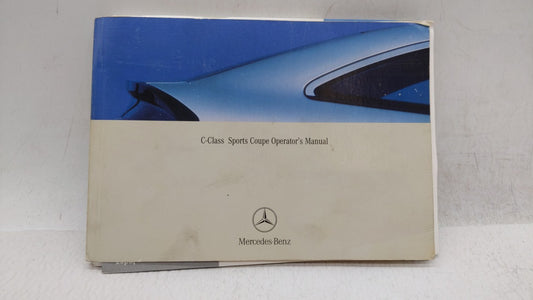 C-Class Sports Coupe Operator's Manual
Mercedes-Benz